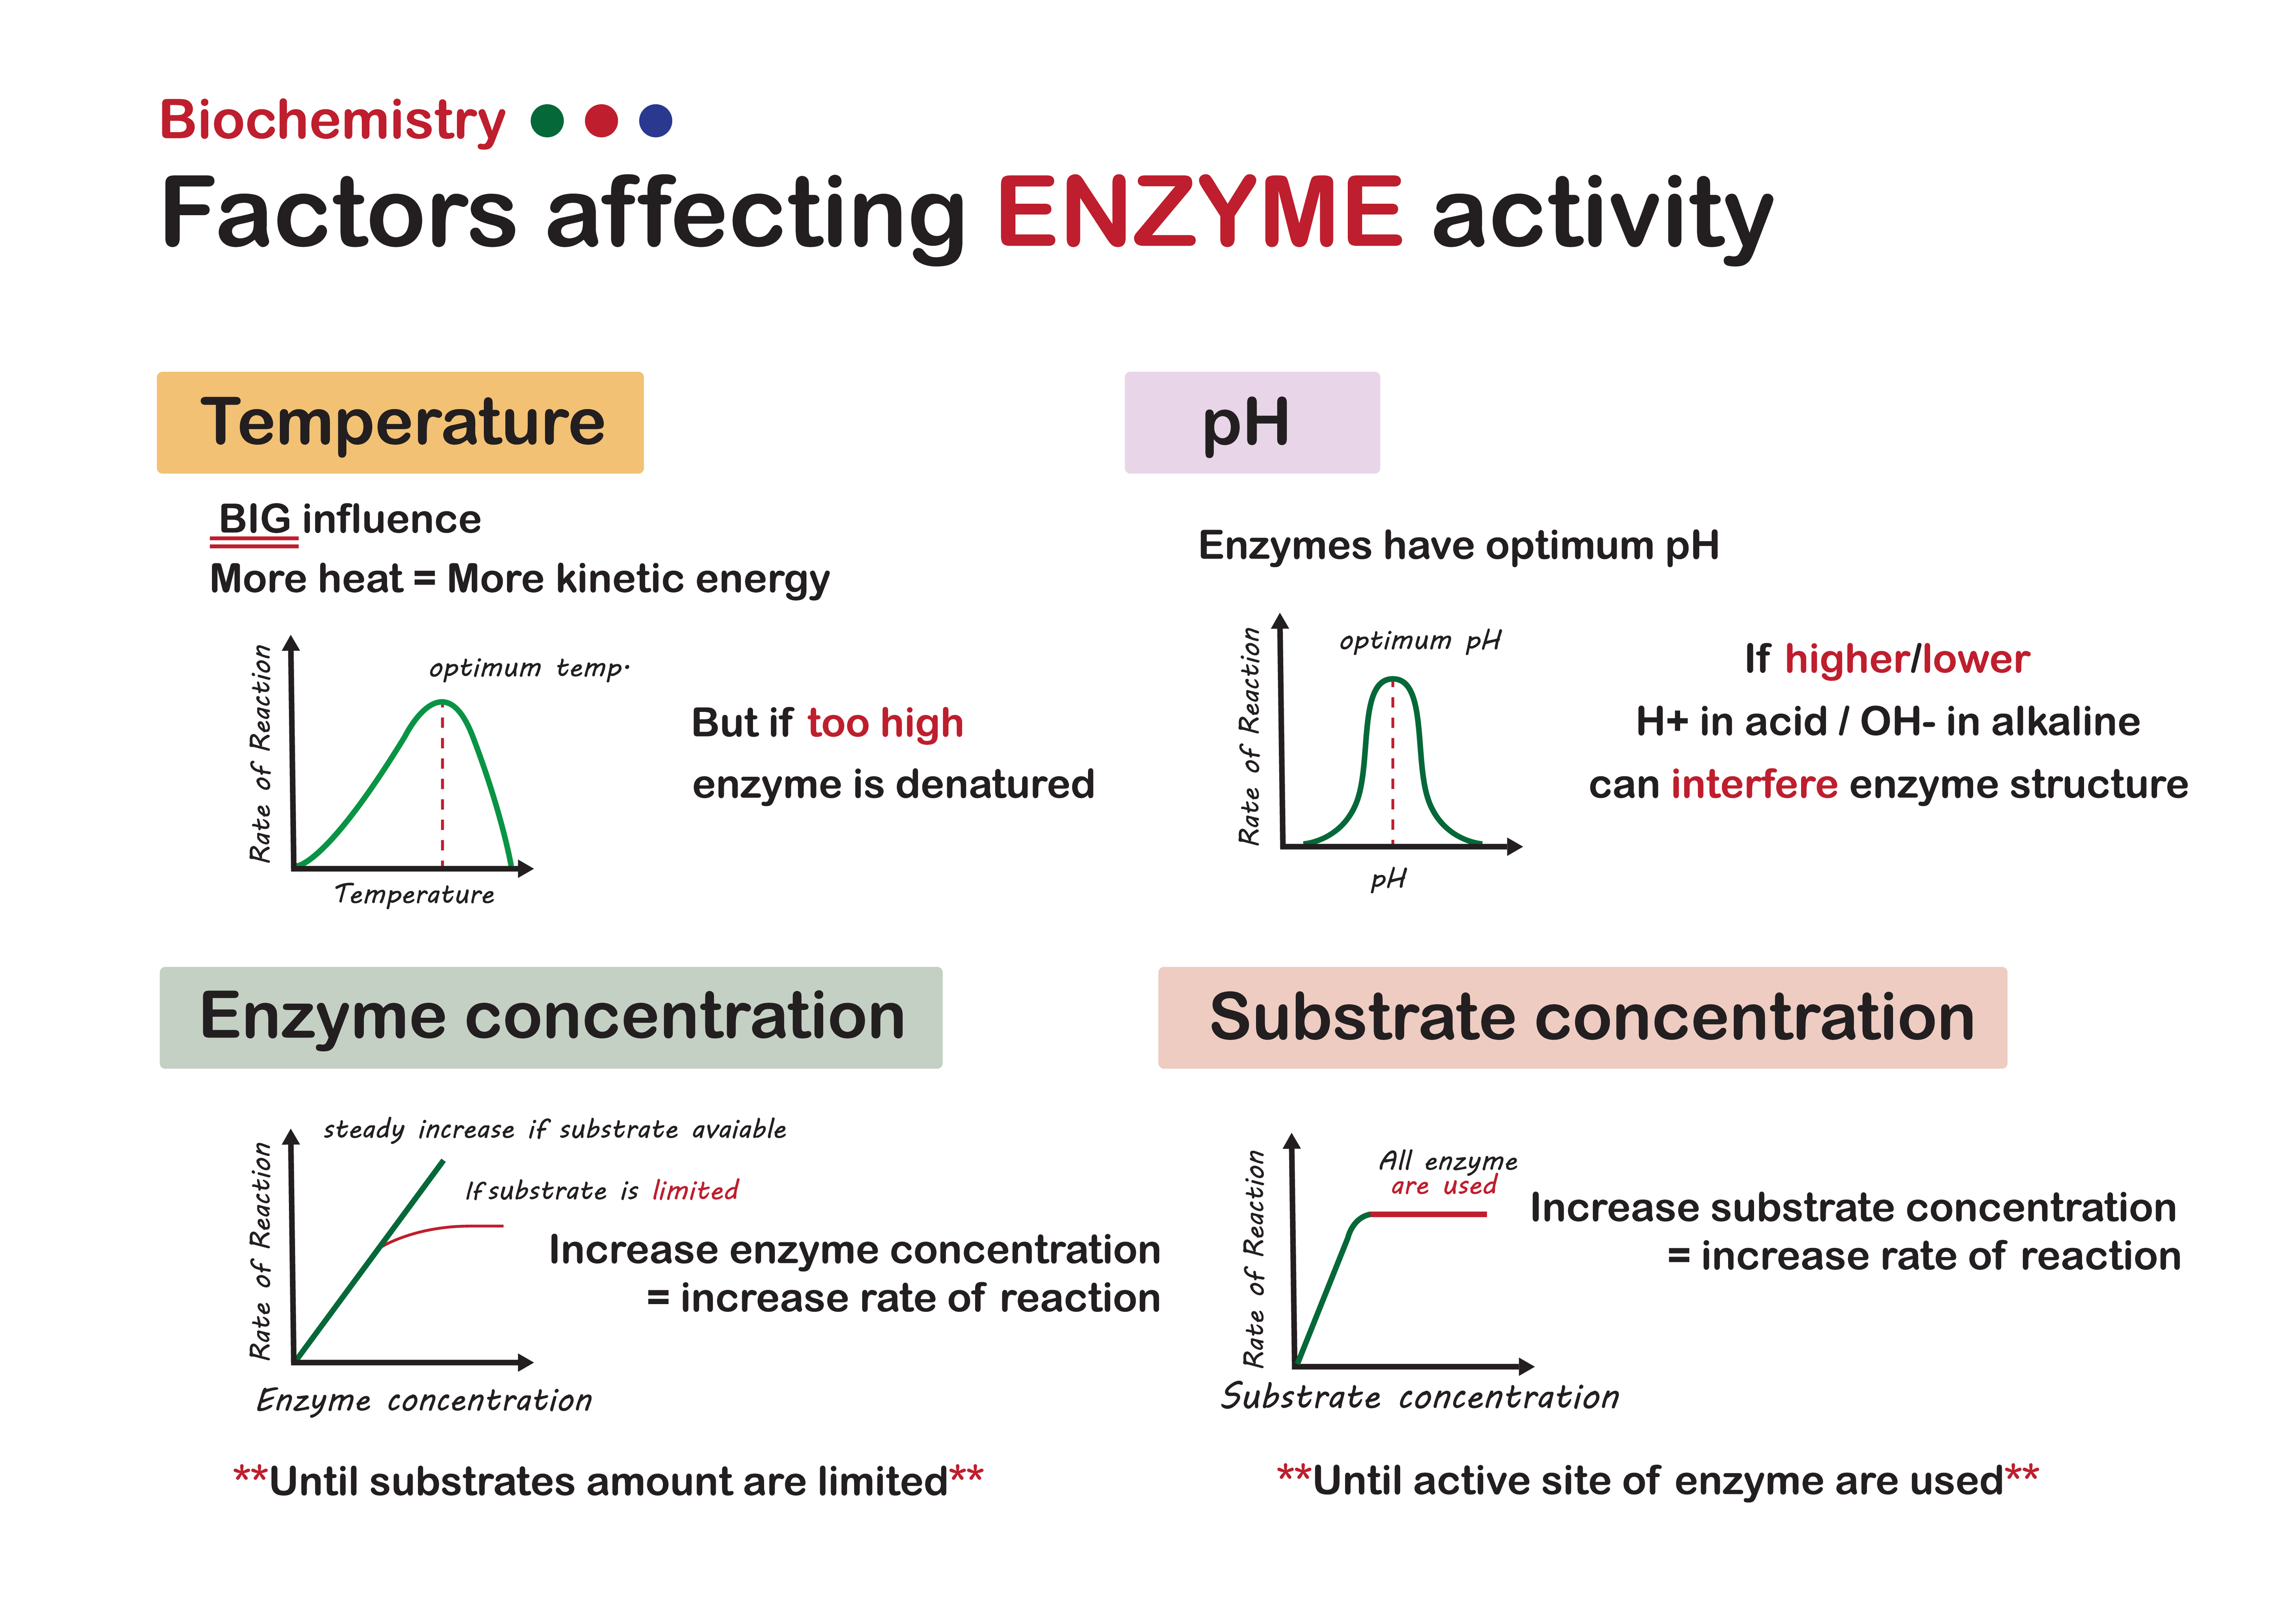 Biochemistry
Factors affecting ENZYME activity
Temperature
BIG influence
More heat = More kinetic energy
Rate of Reaction
optimum temp.
Temperature
But if too high
enzyme is denatured
pH
Enzymes have optimum pH
Rate of Reaction
optimum pH
pH
If higher/lower
H+ in acid / OH- in alkaline
can interfere enzyme structure
Enzyme concentration
Rate of Reaction
steady increase if substrate avaiable
If substrate is limited
Increase enzyme concentration
= increase rate of reaction
Enzyme concentration
**Until substrates amount are limited**
Substrate concentration
Rate of Reaction
All enzyme
are used
Increase substrate concentration
= increase rate of reaction
Substrate concentration
**Until active site of enzyme are used**